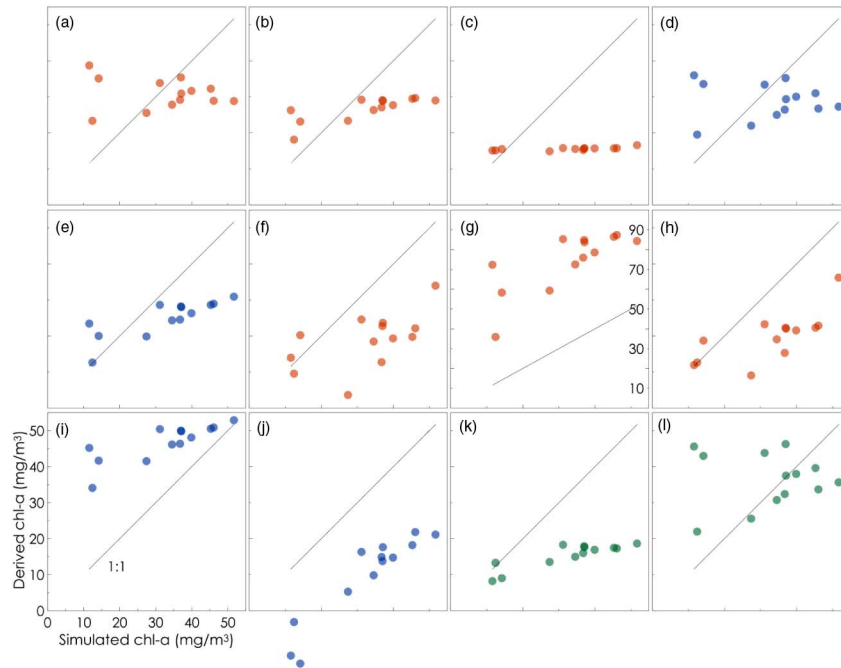 (a)
(b)
(c)
(d)
(e)
(f)
(g)
90
70
50
30
10
(h)
(i)
50
40
30
20
10
0
Derived chl-a (mg/m³)
1:1
0 10 20 30 40 50
Simulated chl-a (mg/m³)
(j)
(k)
(l)